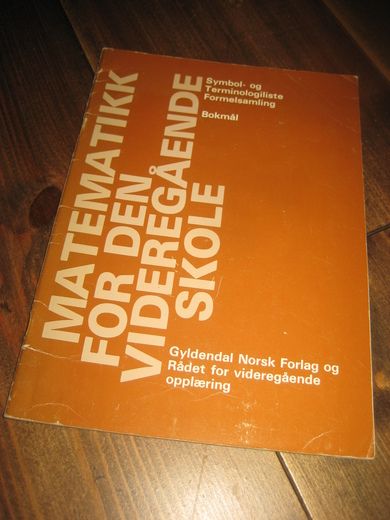 MATEMATIKK
FOR DEN
VIDEREGÅENDE
SKOLE
Symbol- og
Terminologiliste
Formelsamling
Bokmål
Gyldendal Norsk Forlag og
Rådet for videregående
opplæring